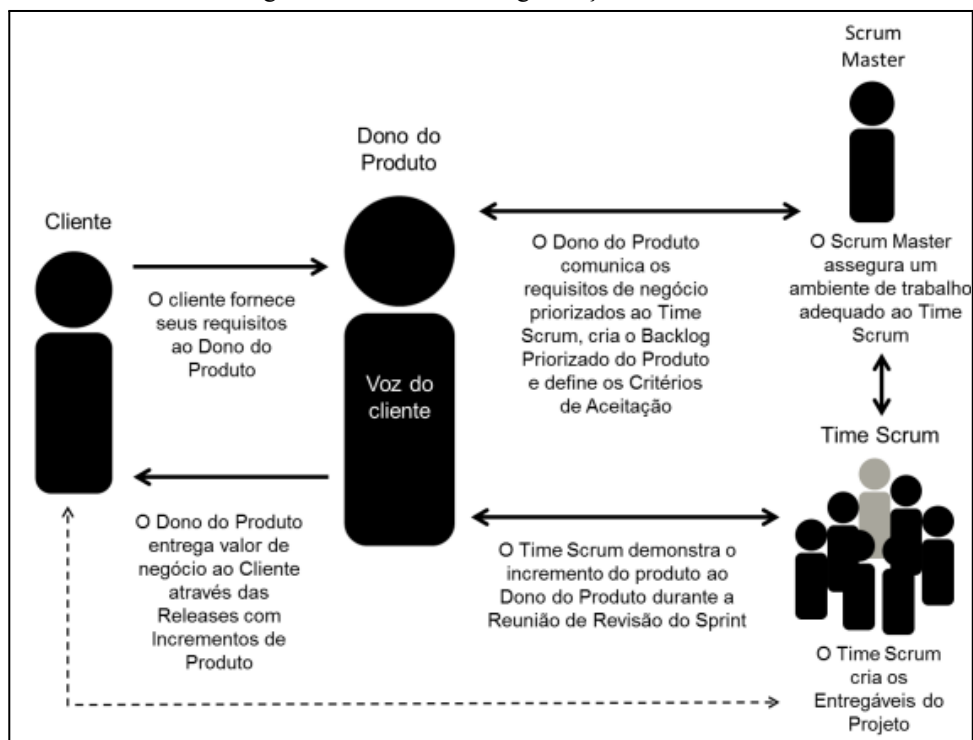 Scrum
Master
Dono do
Produto
Cliente
O cliente fornece
seus requisitos
ao Dono do
Produto
Voz do
cliente
O Dono do Produto
comunica os
requisitos de negócio
priorizados ao Time
Scrum, cria o Backlog
Priorizado do Produto
e define os Critérios
de Aceitação
O Scrum Master
assegura um
ambiente de trabalho
adequado ao Time
Scrum
Time Scrum
O Dono do Produto
entrega valor de
negócio ao Cliente
através das
Releases com
Incrementos de
Produto
O Time Scrum demonstra o
incremento do produto ao
Dono do Produto durante a
Reunião de Revisão do Sprint
O Time Scrum
cria os
Entregáveis do
Projeto